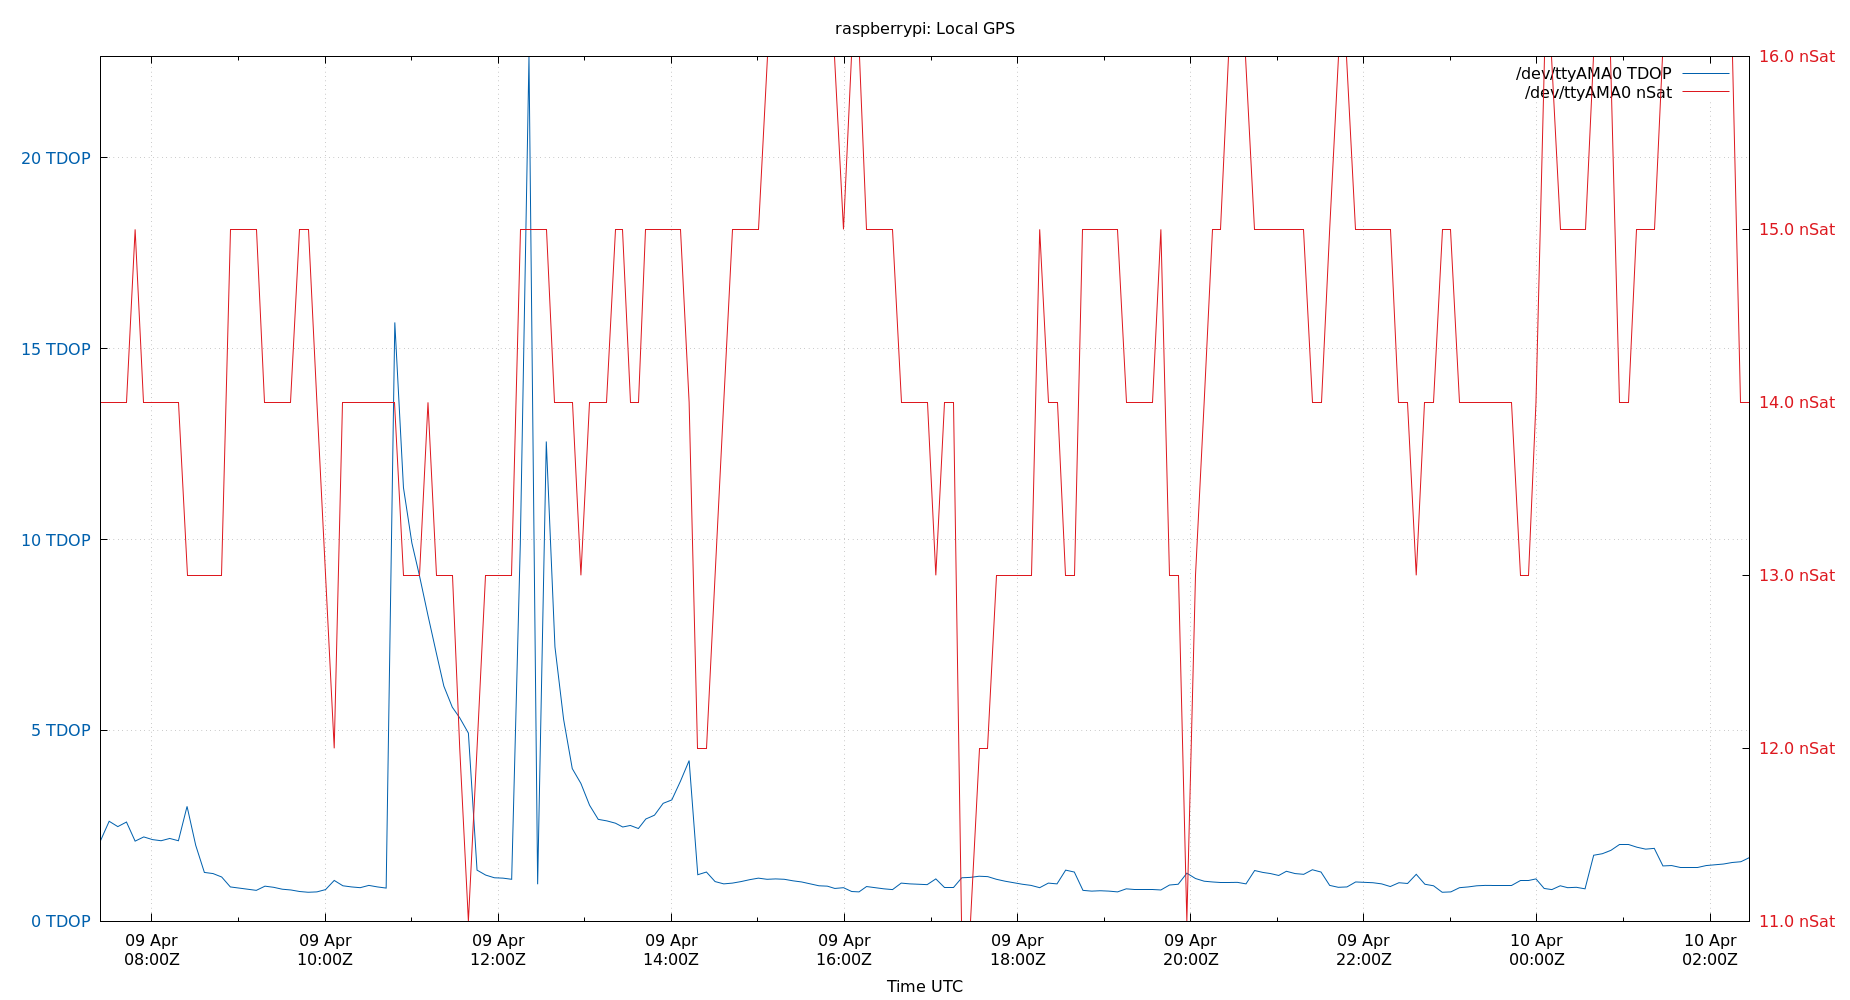 raspberrypi: Local GPS
16.0 nSat
/dev/ttyAMA0 TDOP
/dev/ttyAMA0 nSat
20 TDOP
15.0 nSat
15 TDOP
14.0 nSat
10 TDOP
13.0 nSat
5 TDOP
12.0 nSat
0 TDOP
11.0 nSat
09 Apr 09 Apr 09 Apr 09 Apr 09 Apr 09 Apr 09 Apr 09 Apr 10 Apr 10 Apr
08:00Z 10:00Z 12:00Z 14:00Z 16:00Z 18:00Z 20:00Z 22:00Z 00:00Z 02:00Z
Time UTC